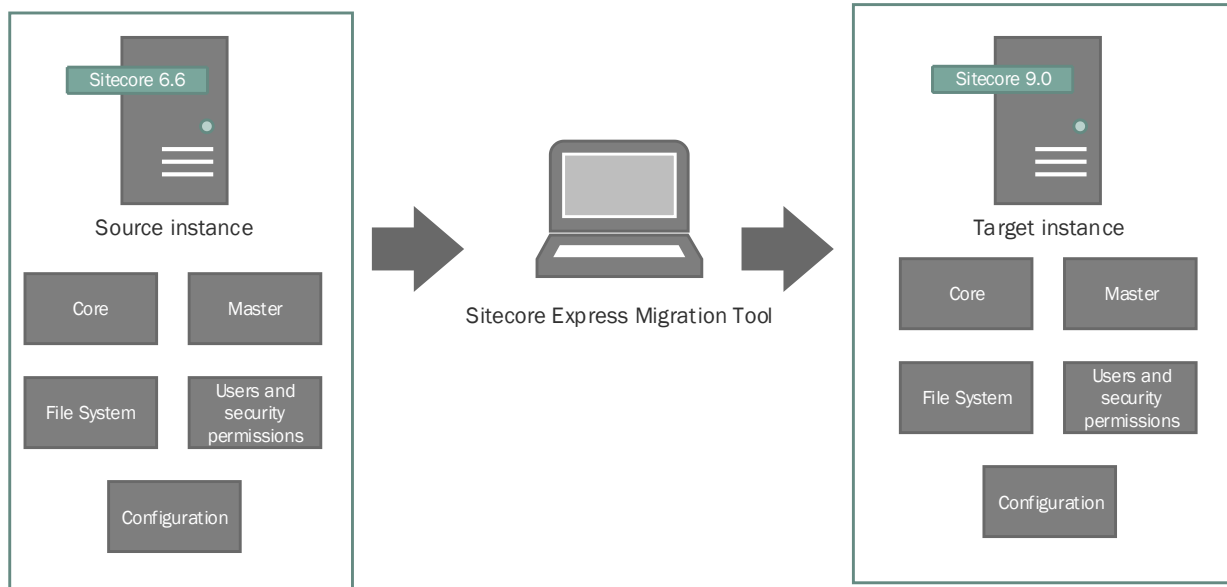 Sitecore 6.6
Source instance
Core
Master
File System
Users and
security
permissions
Configuration
Sitecore Express Migration Tool
Sitecore 9.0
Target instance
Core
Master
File System
Users and
security
permissions
Configuration